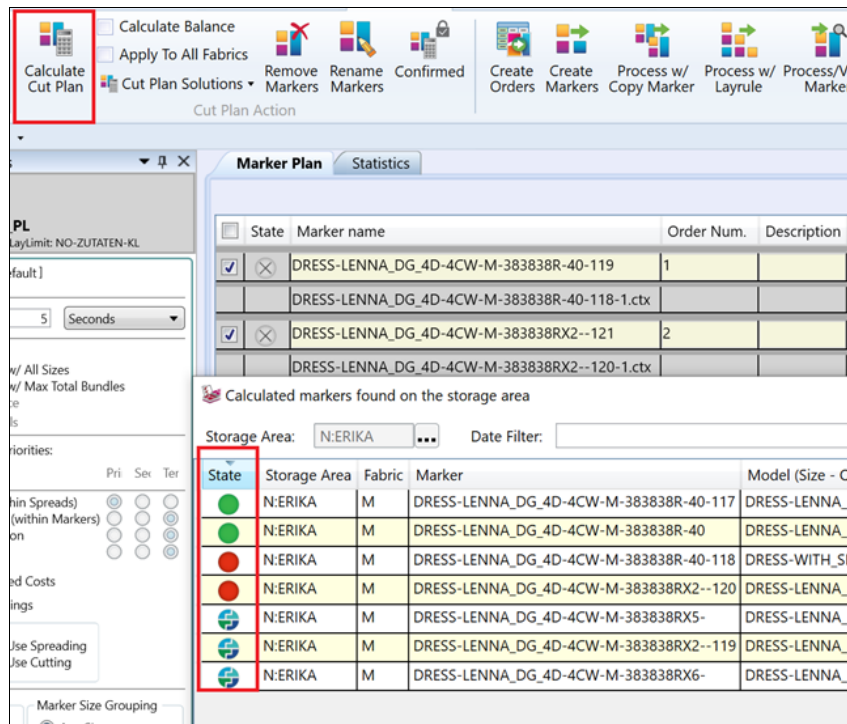 Calculate Cut Plan
Calculate Balance
Apply To All Fabrics
Cut Plan Solutions
Remove Markers
Rename Markers
Confirmed
Cut Plan Action
Create Orders
Create Markers
Process w/ Copy Marker
Process w/ Layrule
Process/V
Marke
_PL
LayLimit: NO-ZUTATEN-KL
efault ]
5 Seconds
w/ All Sizes
w/ Max Total Bundles
riorities:
Pri Sec Ter
hin Spreads)
(within Markers)
on
ed Costs
ings
Use Spreading
Use Cutting
Marker Size Grouping
Marker Plan Statistics
State Marker name Order Num. Description
DRESS-LENNA_DG_4D-4CW-M-383838R-40-119 1
DRESS-LENNA_DG_4D-4CW-M-383838R-40-118-1.ctx
DRESS-LENNA_DG_4D-4CW-M-383838RX2--121 2
DRESS-LENNA_DG_4D-4CW-M-383838RX2--120-1.ctx
Calculated markers found on the storage area
Storage Area: N:ERIKA ... Date Filter:
State Storage Area Fabric Marker Model (Size - C
N:ERIKA M DRESS-LENNA_DG_4D-4CW-M-383838R-40-117 DRESS-LENNA_
N:ERIKA M DRESS-LENNA_DG_4D-4CW-M-383838R-40 DRESS-LENNA_
N:ERIKA M DRESS-LENNA_DG_4D-4CW-M-383838R-40-118 DRESS-WITH_SI
N:ERIKA M DRESS-LENNA_DG_4D-4CW-M-383838RX2--120 DRESS-LENNA_
N:ERIKA M DRESS-LENNA_DG_4D-4CW-M-383838RX5- DRESS-LENNA_
N:ERIKA M DRESS-LENNA_DG_4D-4CW-M-383838RX2--119 DRESS-LENNA_
N:ERIKA M DRESS-LENNA_DG_4D-4CW-M-383838RX6- DRESS-LENNA_